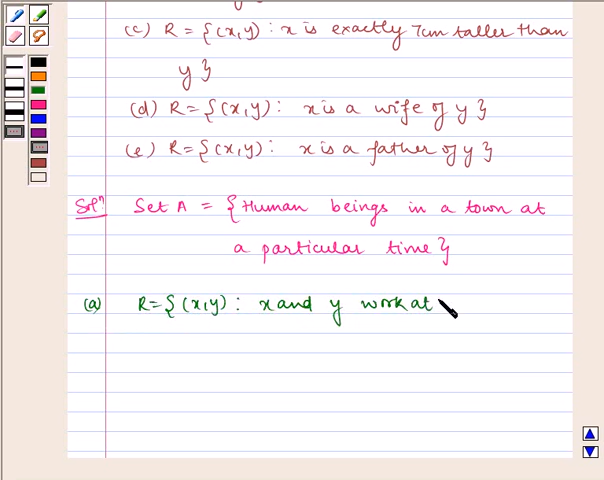 (c) R = {(x,y) : x is exactly 7cm taller than
y }
(d) R = {(x,y) : x is a wife of y }
(e) R = {(x,y) : x is a father of y }
Solⁿ Set A = { Human beings in a town at
a particular time }
(a) R = { (x,y) : x and y work at